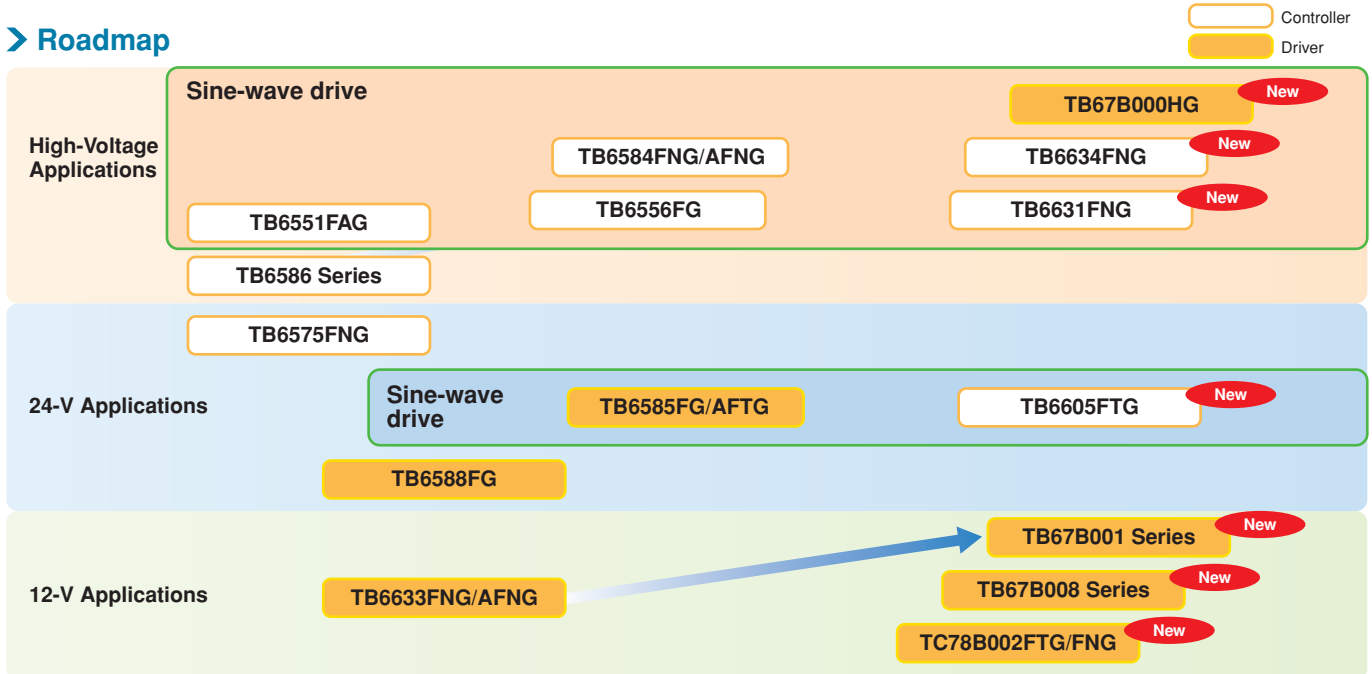 Controller
Roadmap
Driver
Sine-wave drive
New
TB67B000HG
High-Voltage
Applications
New
TB6584FNG/AFNG
TB6634FNG
New
TB6556FG
TB6631FNG
TB6551FAG
TB6586 Series
TB6575FNG
24-V Applications
Sine-wave
drive
TB6585FG/AFTG
New
TB6605FTG
TB6588FG
New
TB67B001 Series
12-V Applications
TB6633FNG/AFNG
New
TB67B008 Series
New
TC78B002FTG/FNG